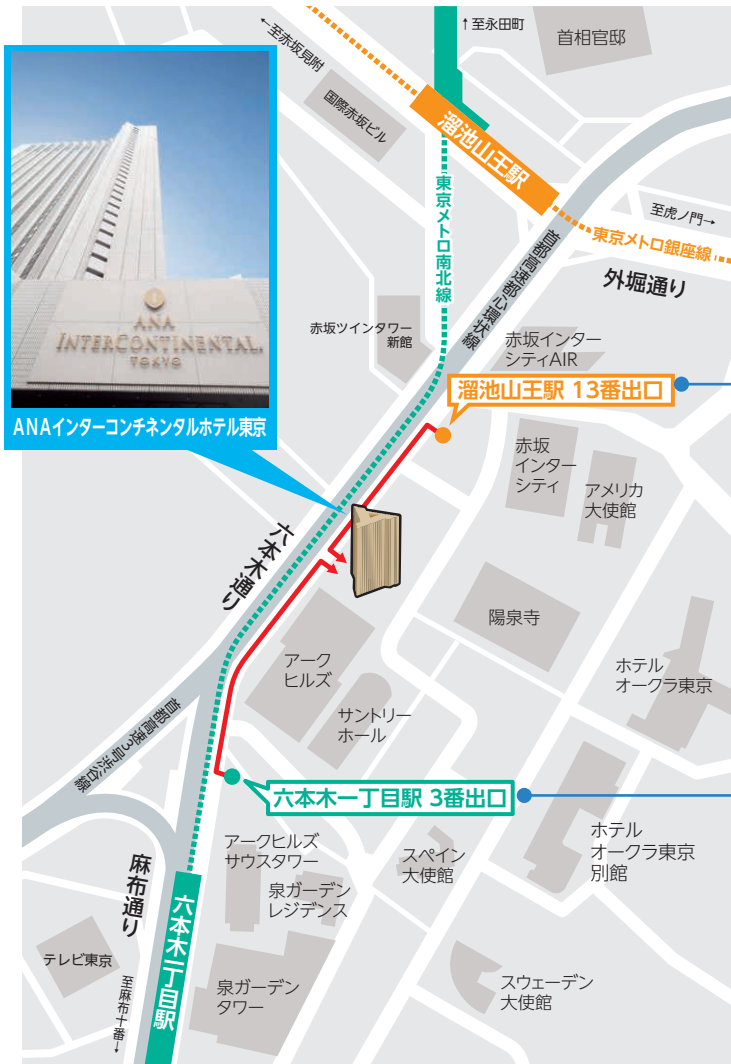 ↑至永田町
首相官邸
←至赤坂見附
国際赤坂ビル
溜池山王駅
東京メトロ南北線
至虎ノ門→
東京メトロ銀座線
外堀通り
首都高速都心環状線
ANA
INTERCONTINENTAL.
TOKYO
ANAインターコンチネンタルホテル東京
赤坂ツインタワー
新館
赤坂インター
シティAIR
溜池山王駅 13番出口
赤坂
インター
シティ
アメリカ
大使館
六本木通り
陽泉寺
アーク
ヒルズ
ホテル
オークラ東京
サントリー
ホール
首都高速3号渋谷線
六本木一丁目駅 3番出口
アークヒルズ
サウスタワー
スペイン
大使館
ホテル
オークラ東京
別館
麻布通り
泉ガーデン
レジデンス
六本木一丁目駅
テレビ東京
至麻布十番→
泉ガーデン
タワー
スウェーデン
大使館